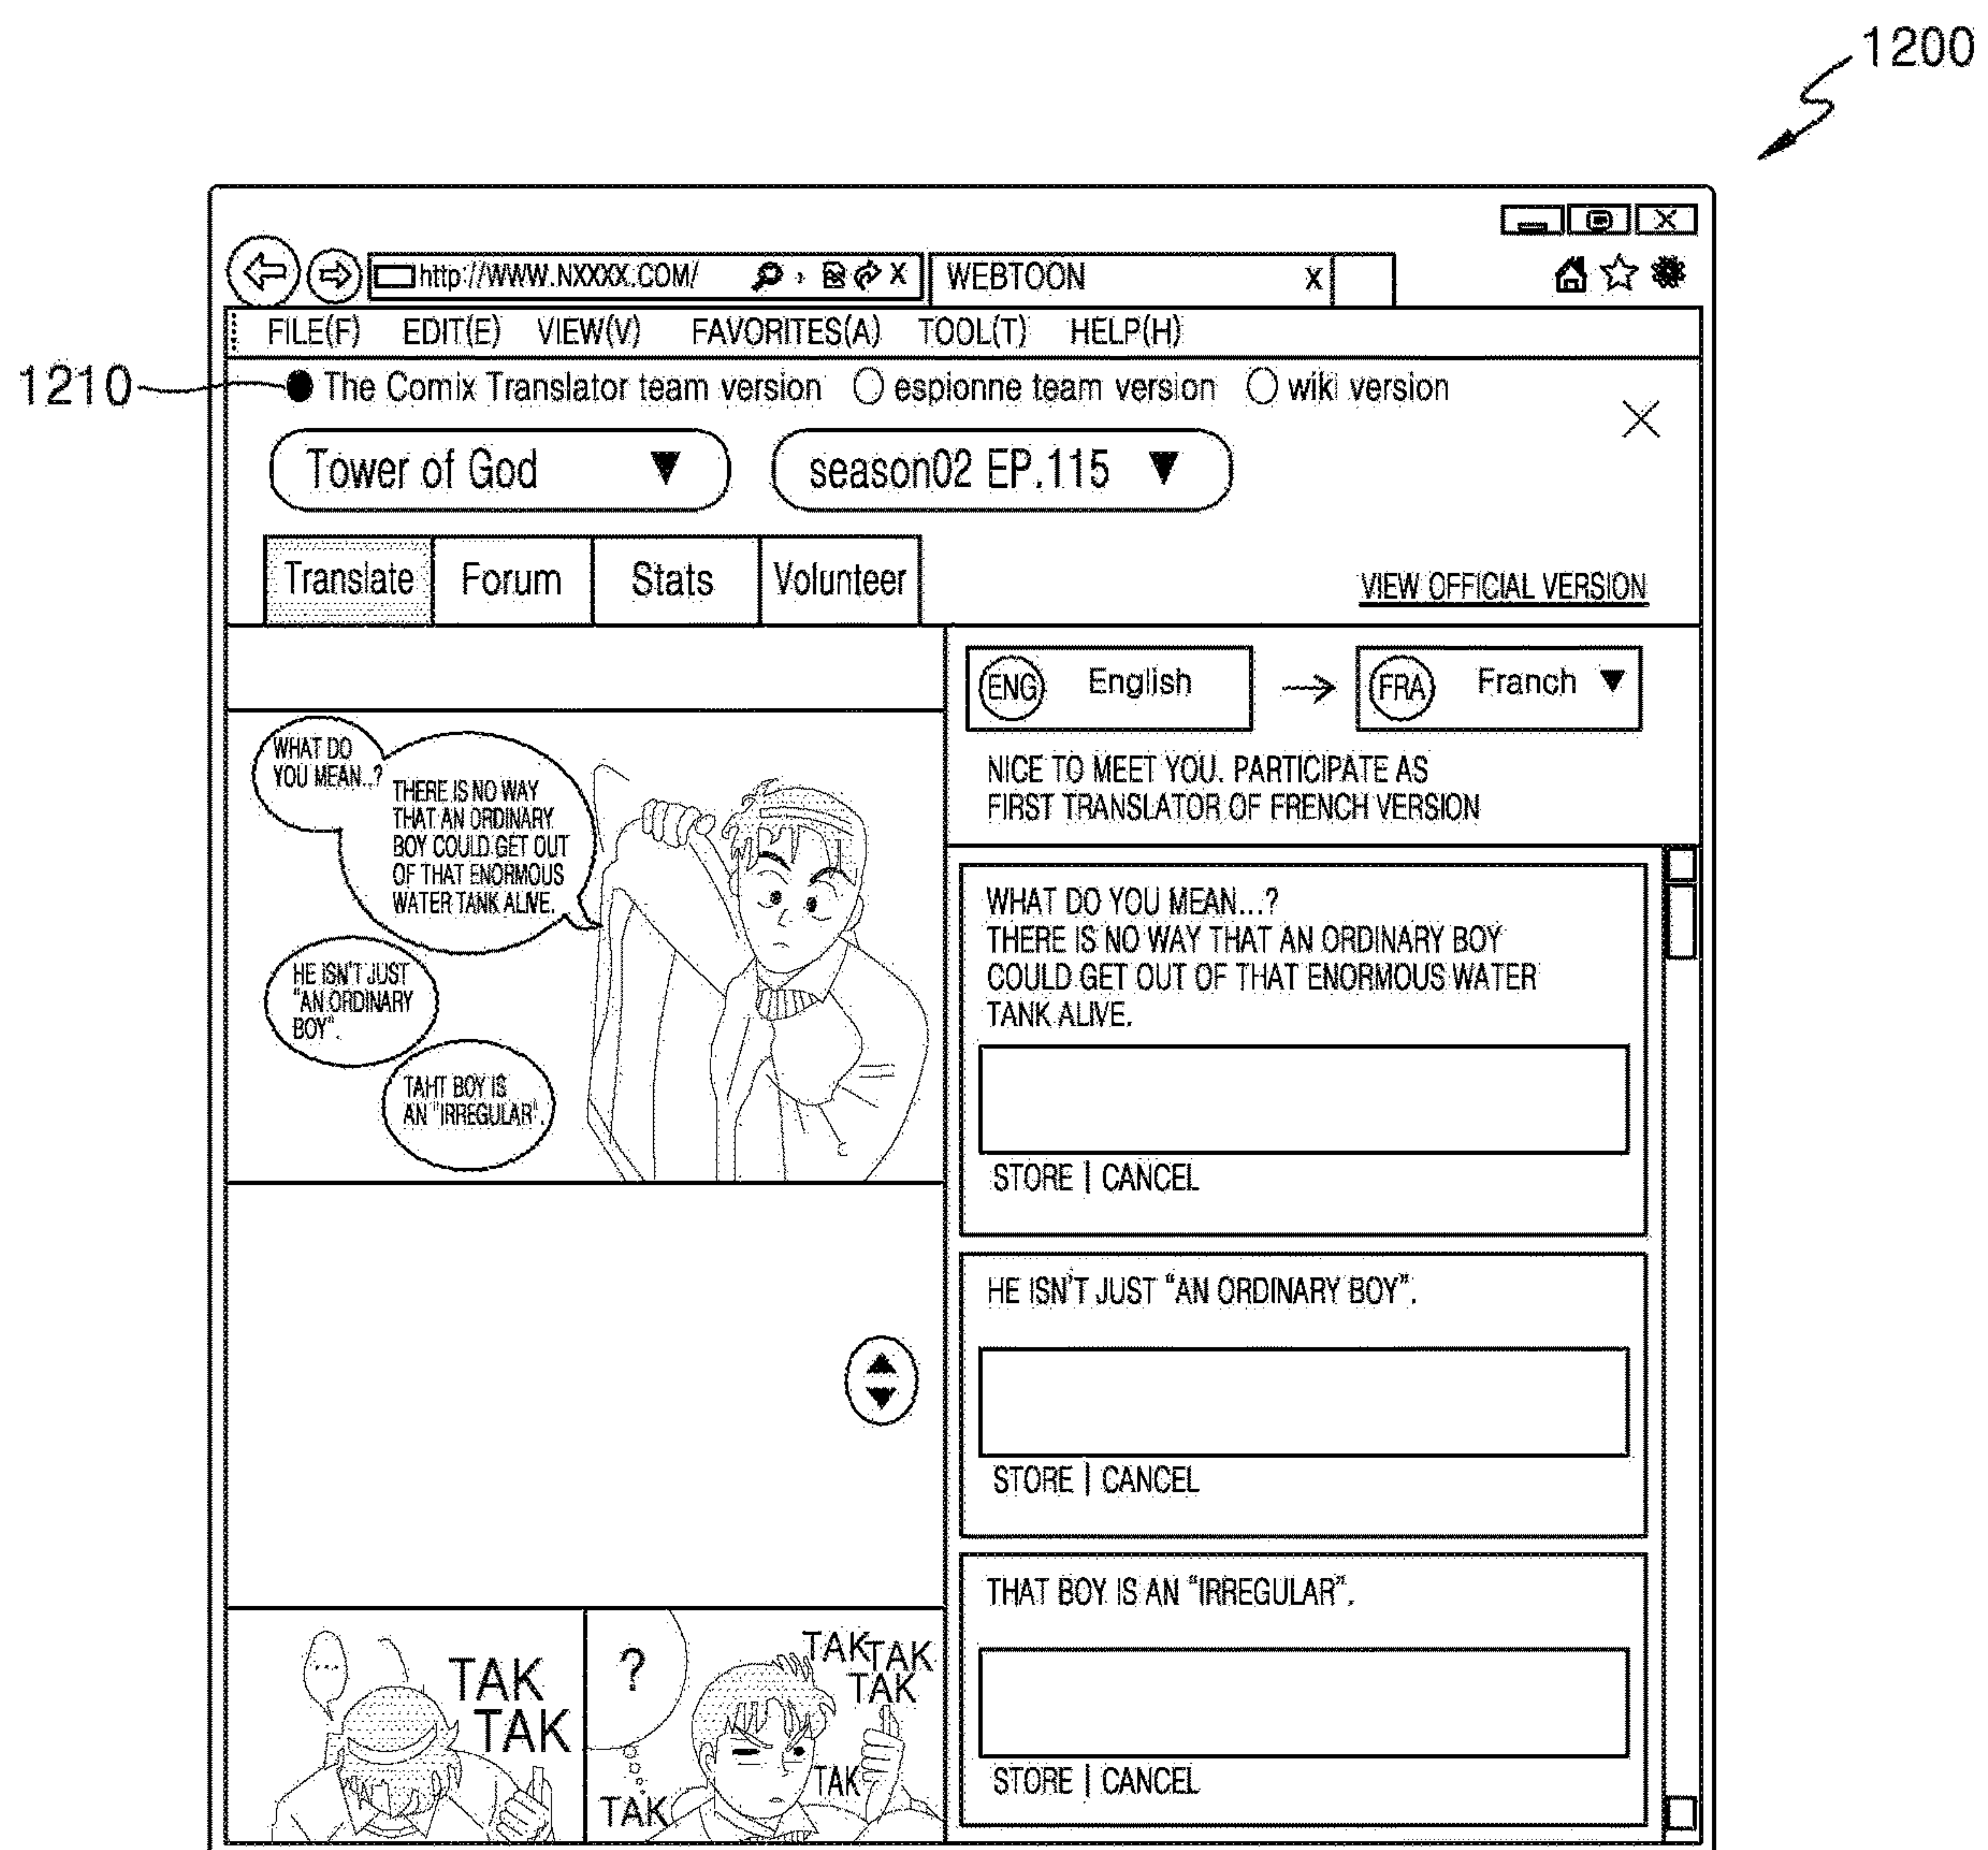 1200
http://WWW.NXXXX.COM/ X WEBTOON X
FILE(F) EDIT(E) VIEW(V) FAVORITES(A) TOOL(T) HELP(H)
1210
The Comix Translator team version espionne team version wiki version
Tower of God season02 EP.115
Translate Forum Stats Volunteer
VIEW OFFICIAL VERSION
WHAT DO
YOU MEAN...?
THERE IS NO WAY
THAT AN ORDINARY
BOY COULD GET OUT
OF THAT ENORMOUS
WATER TANK ALIVE.
HE ISN'T JUST
"AN ORDINARY
BOY".
TAHT BOY IS
AN "IRREGULAR".
...
TAK
TAK
?
TAK
TAK
TAK
TAK
TAK
ENG English → FRA Franch
NICE TO MEET YOU. PARTICIPATE AS
FIRST TRANSLATOR OF FRENCH VERSION
WHAT DO YOU MEAN...?
THERE IS NO WAY THAT AN ORDINARY BOY
COULD GET OUT OF THAT ENORMOUS WATER
TANK ALIVE.
STORE | CANCEL
HE ISN'T JUST "AN ORDINARY BOY".
STORE | CANCEL
THAT BOY IS AN "IRREGULAR".
STORE | CANCEL